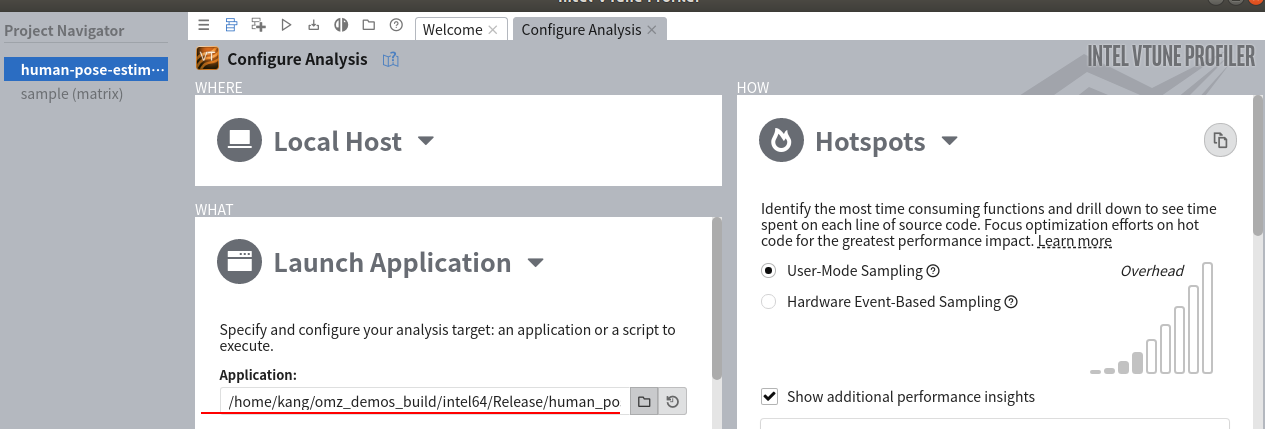 Project Navigator
human-pose-estim···
sample (matrix)
Welcome
Configure Analysis
Configure Analysis
INTEL VTUNE PROFILER
WHERE
Local Host
WHAT
Launch Application
Specify and configure your analysis target: an application or a script to
execute.
Application:
/home/kang/omz_demos_build/intel64/Release/human_po
HOW
Hotspots
Identify the most time consuming functions and drill down to see time
spent on each line of source code. Focus optimization efforts on hot
code for the greatest performance impact. Learn more
User-Mode Sampling
Overhead
Hardware Event-Based Sampling
Show additional performance insights